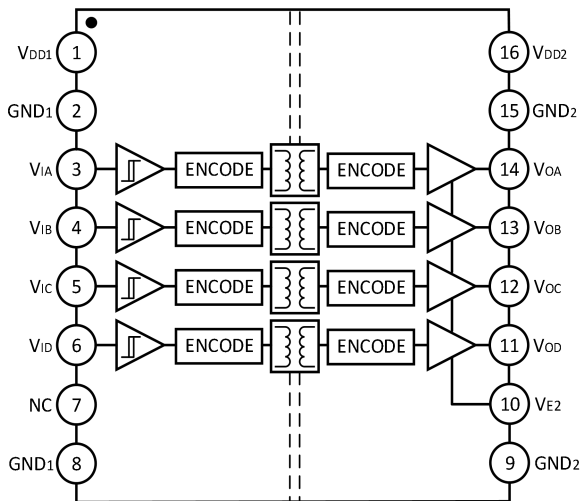 VDD1 1 16 VDD2
GND1 2 15 GND2
VIA 3 ENCODE ENCODE 14 VOA
VIB 4 ENCODE ENCODE 13 VOB
VIC 5 ENCODE ENCODE 12 VOC
VID 6 ENCODE ENCODE 11 VOD
NC 7 10 VE2
GND1 8 9 GND2